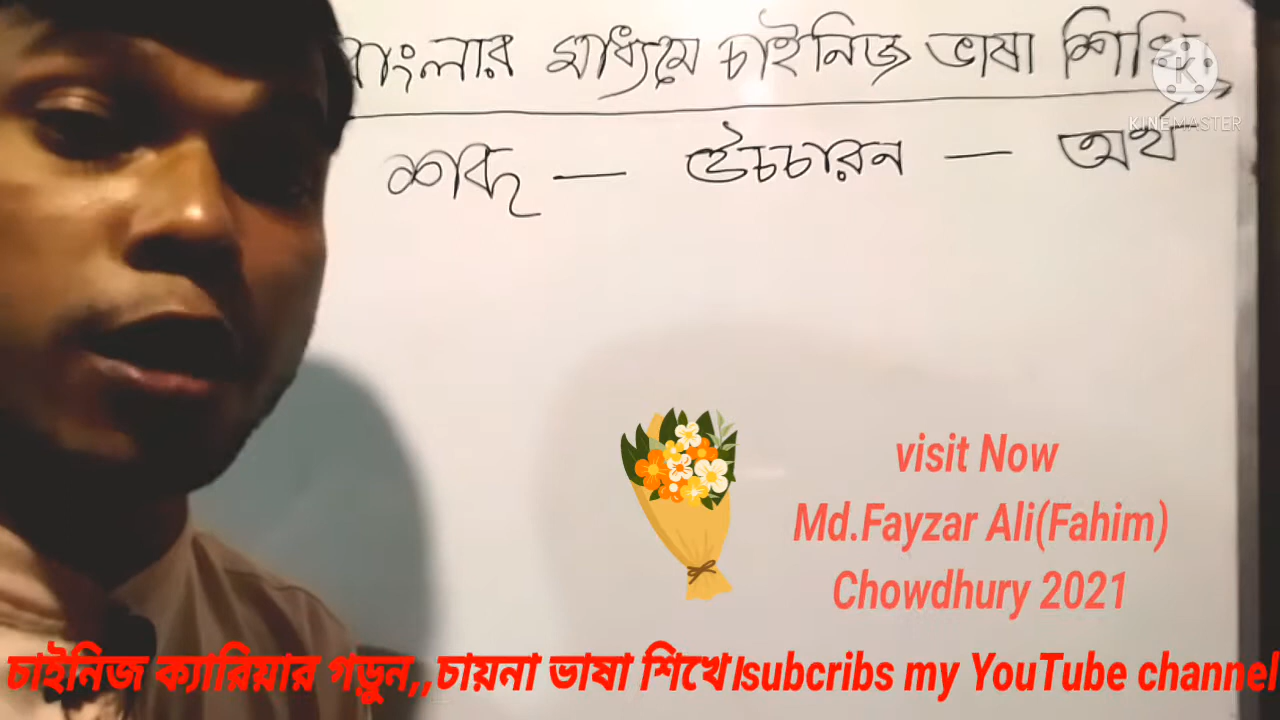 বাংলার মাধ্যমে চাইনিজ ভাষা শিখি
KINEMASTER
শব্দ — উচ্চারন — অর্থ
visit Now
Md.Fayzar Ali(Fahim)
Chowdhury 2021
চাইনিজ ক্যারিয়ার গড়ুন,,চায়না ভাষা শিখে।subcribs my YouTube channel